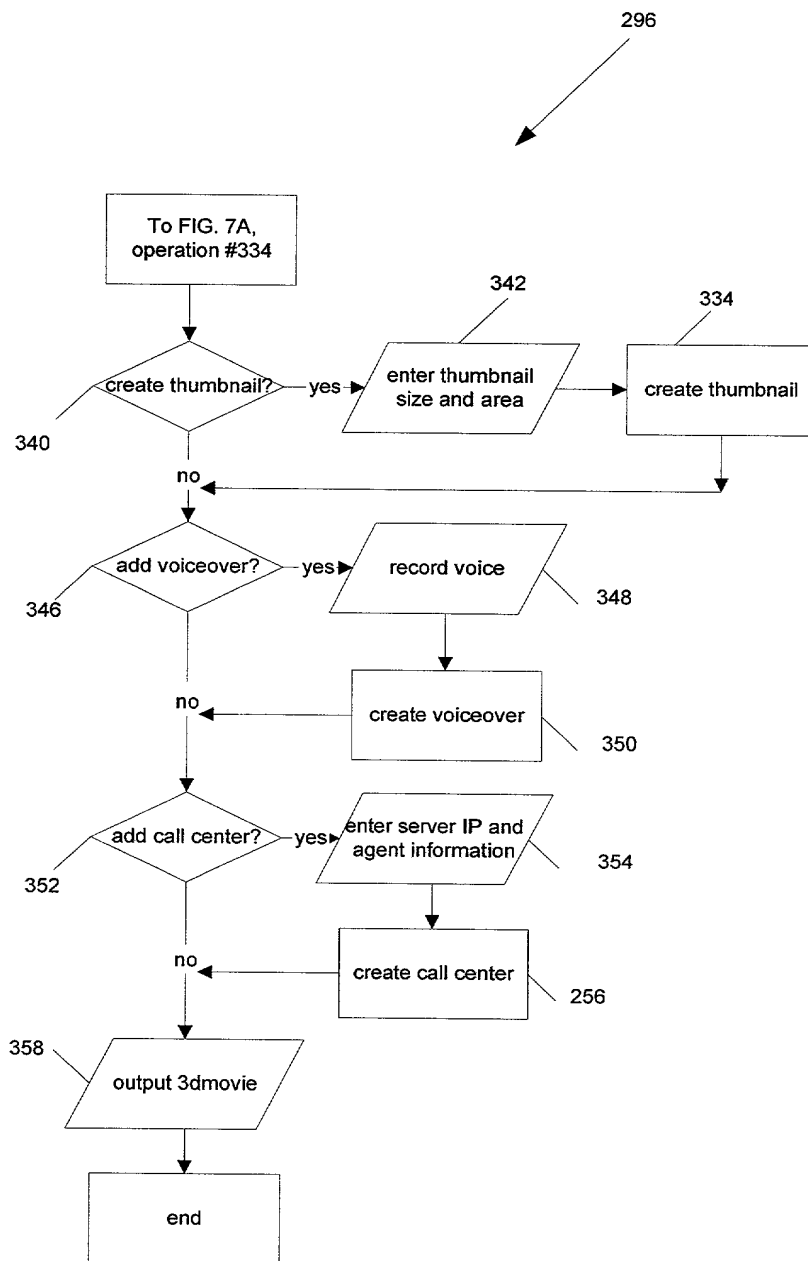 296
To FIG. 7A,
operation #334
342
334
create thumbnail?
yes
enter thumbnail
size and area
create thumbnail
340
no
add voiceover?
yes
record voice
346
348
no
create voiceover
350
add call center?
yes
enter server IP and
agent information
352
354
no
create call center
256
358
output 3dmovie
end